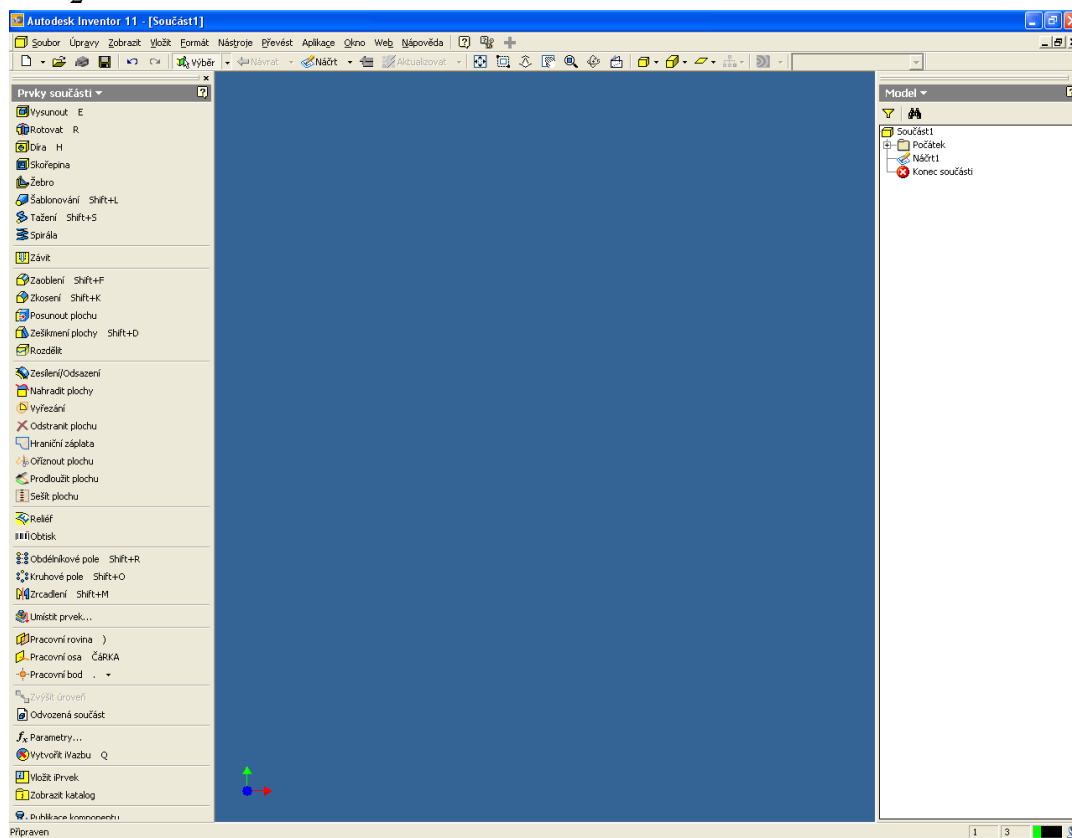 2
Autodesk Inventor 11 - [Součást1]
Soubor Úpravy Zobrazit Vložit Formát Nástroje Převést Aplikace Okno Web Nápověda
Výběr Návrat Náčrt Aktualizovat
Prvky součásti
Vysunout E
Rotovat R
Díra H
Skořepina
Žebro
Šablonování Shift+L
Tažení Shift+S
Spirála
Závit
Zaoblení Shift+F
Zkosení Shift+K
Posunout plochu
Zešikmení plochy Shift+D
Rozdělit
Zesílení/Odsazení
Nahradit plochy
Vyřezání
Odstranit plochu
Hraniční záplata
Oříznout plochu
Prodloužit plochu
Sešít plochu
Reliéf
Obtisk
Obdélníkové pole Shift+R
Kruhové pole Shift+O
Zrcadlení Shift+M
Umístit prvek...
Pracovní rovina )
Pracovní osa ČáRKA
Pracovní bod .
Zvýšit úroveň
Odvozená součást
fx Parametry...
Vytvořit iVazbu Q
Vložit iPrvek
Zobrazit katalog
Publikace komponentu
Model
Součást1
Počátek
Náčrt1
Konec součásti
Připraven
1 3